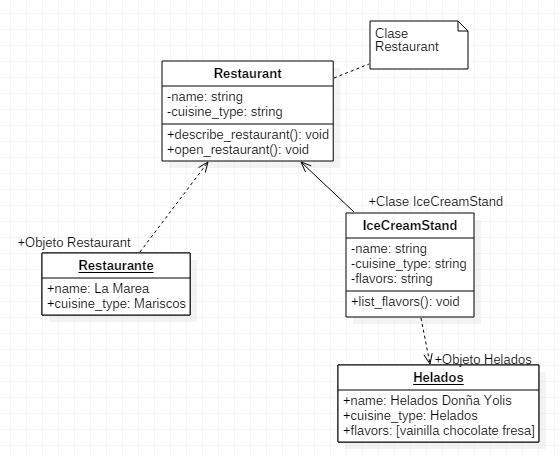 Clase
Restaurant
Restaurant
-name: string
-cuisine_type: string
+describe_restaurant(): void
+open_restaurant(): void
+Clase IceCreamStand
IceCreamStand
-name: string
-cuisine_type: string
-flavors: string
+list_flavors(): void
+Objeto Restaurant
Restaurante
+name: La Marea
+cuisine_type: Mariscos
+Objeto Helados
Helados
+name: Helados Donña Yolis
+cuisine_type: Helados
+flavors: [vainilla chocolate fresa]